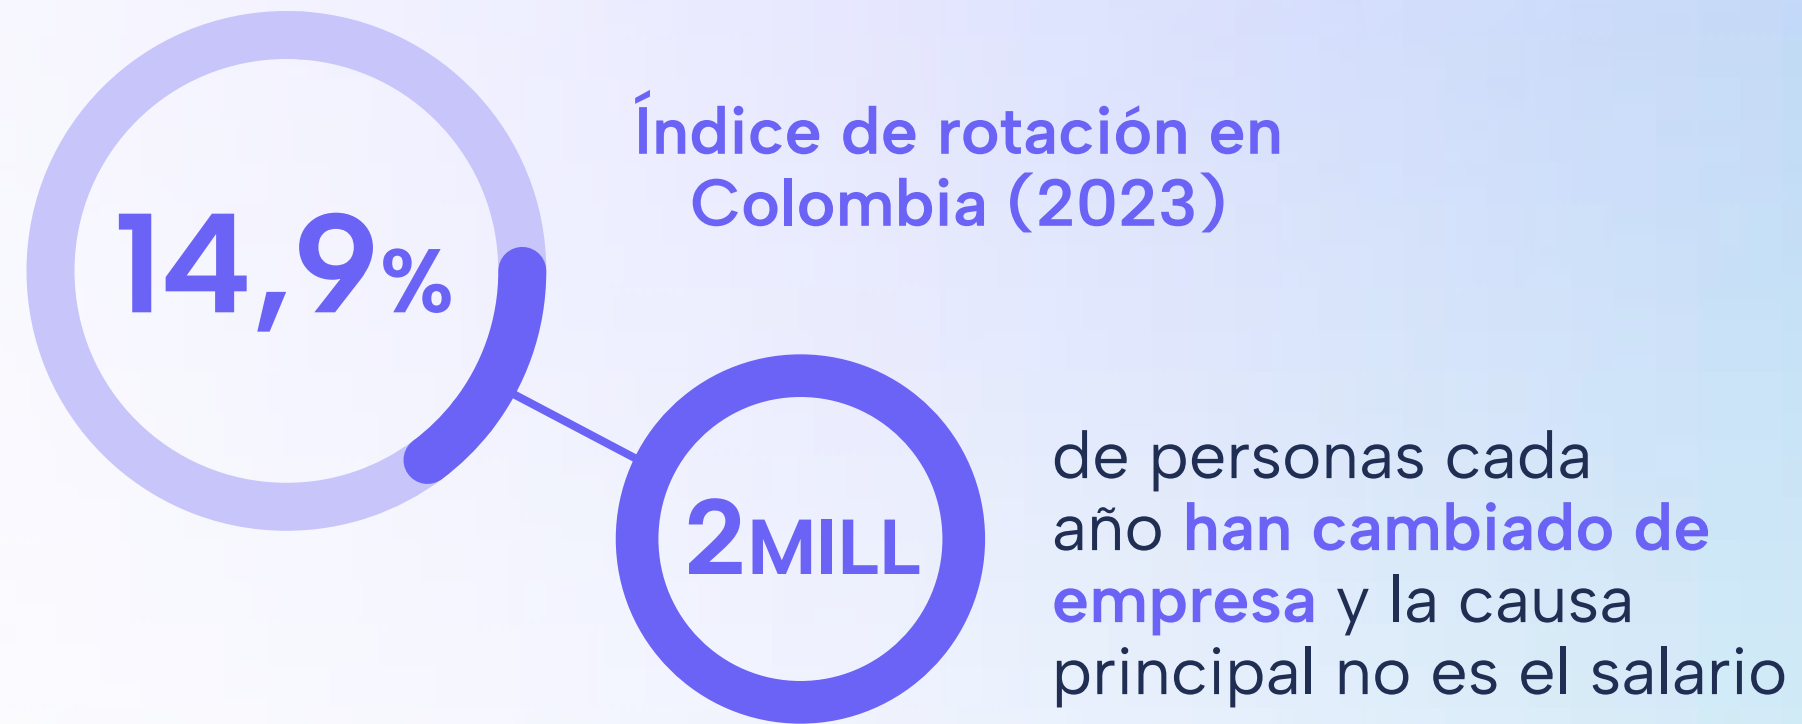 14,9%
Índice de rotación en
Colombia (2023)
2MILL
de personas cada
año han cambiado de
empresa y la causa
principal no es el salario